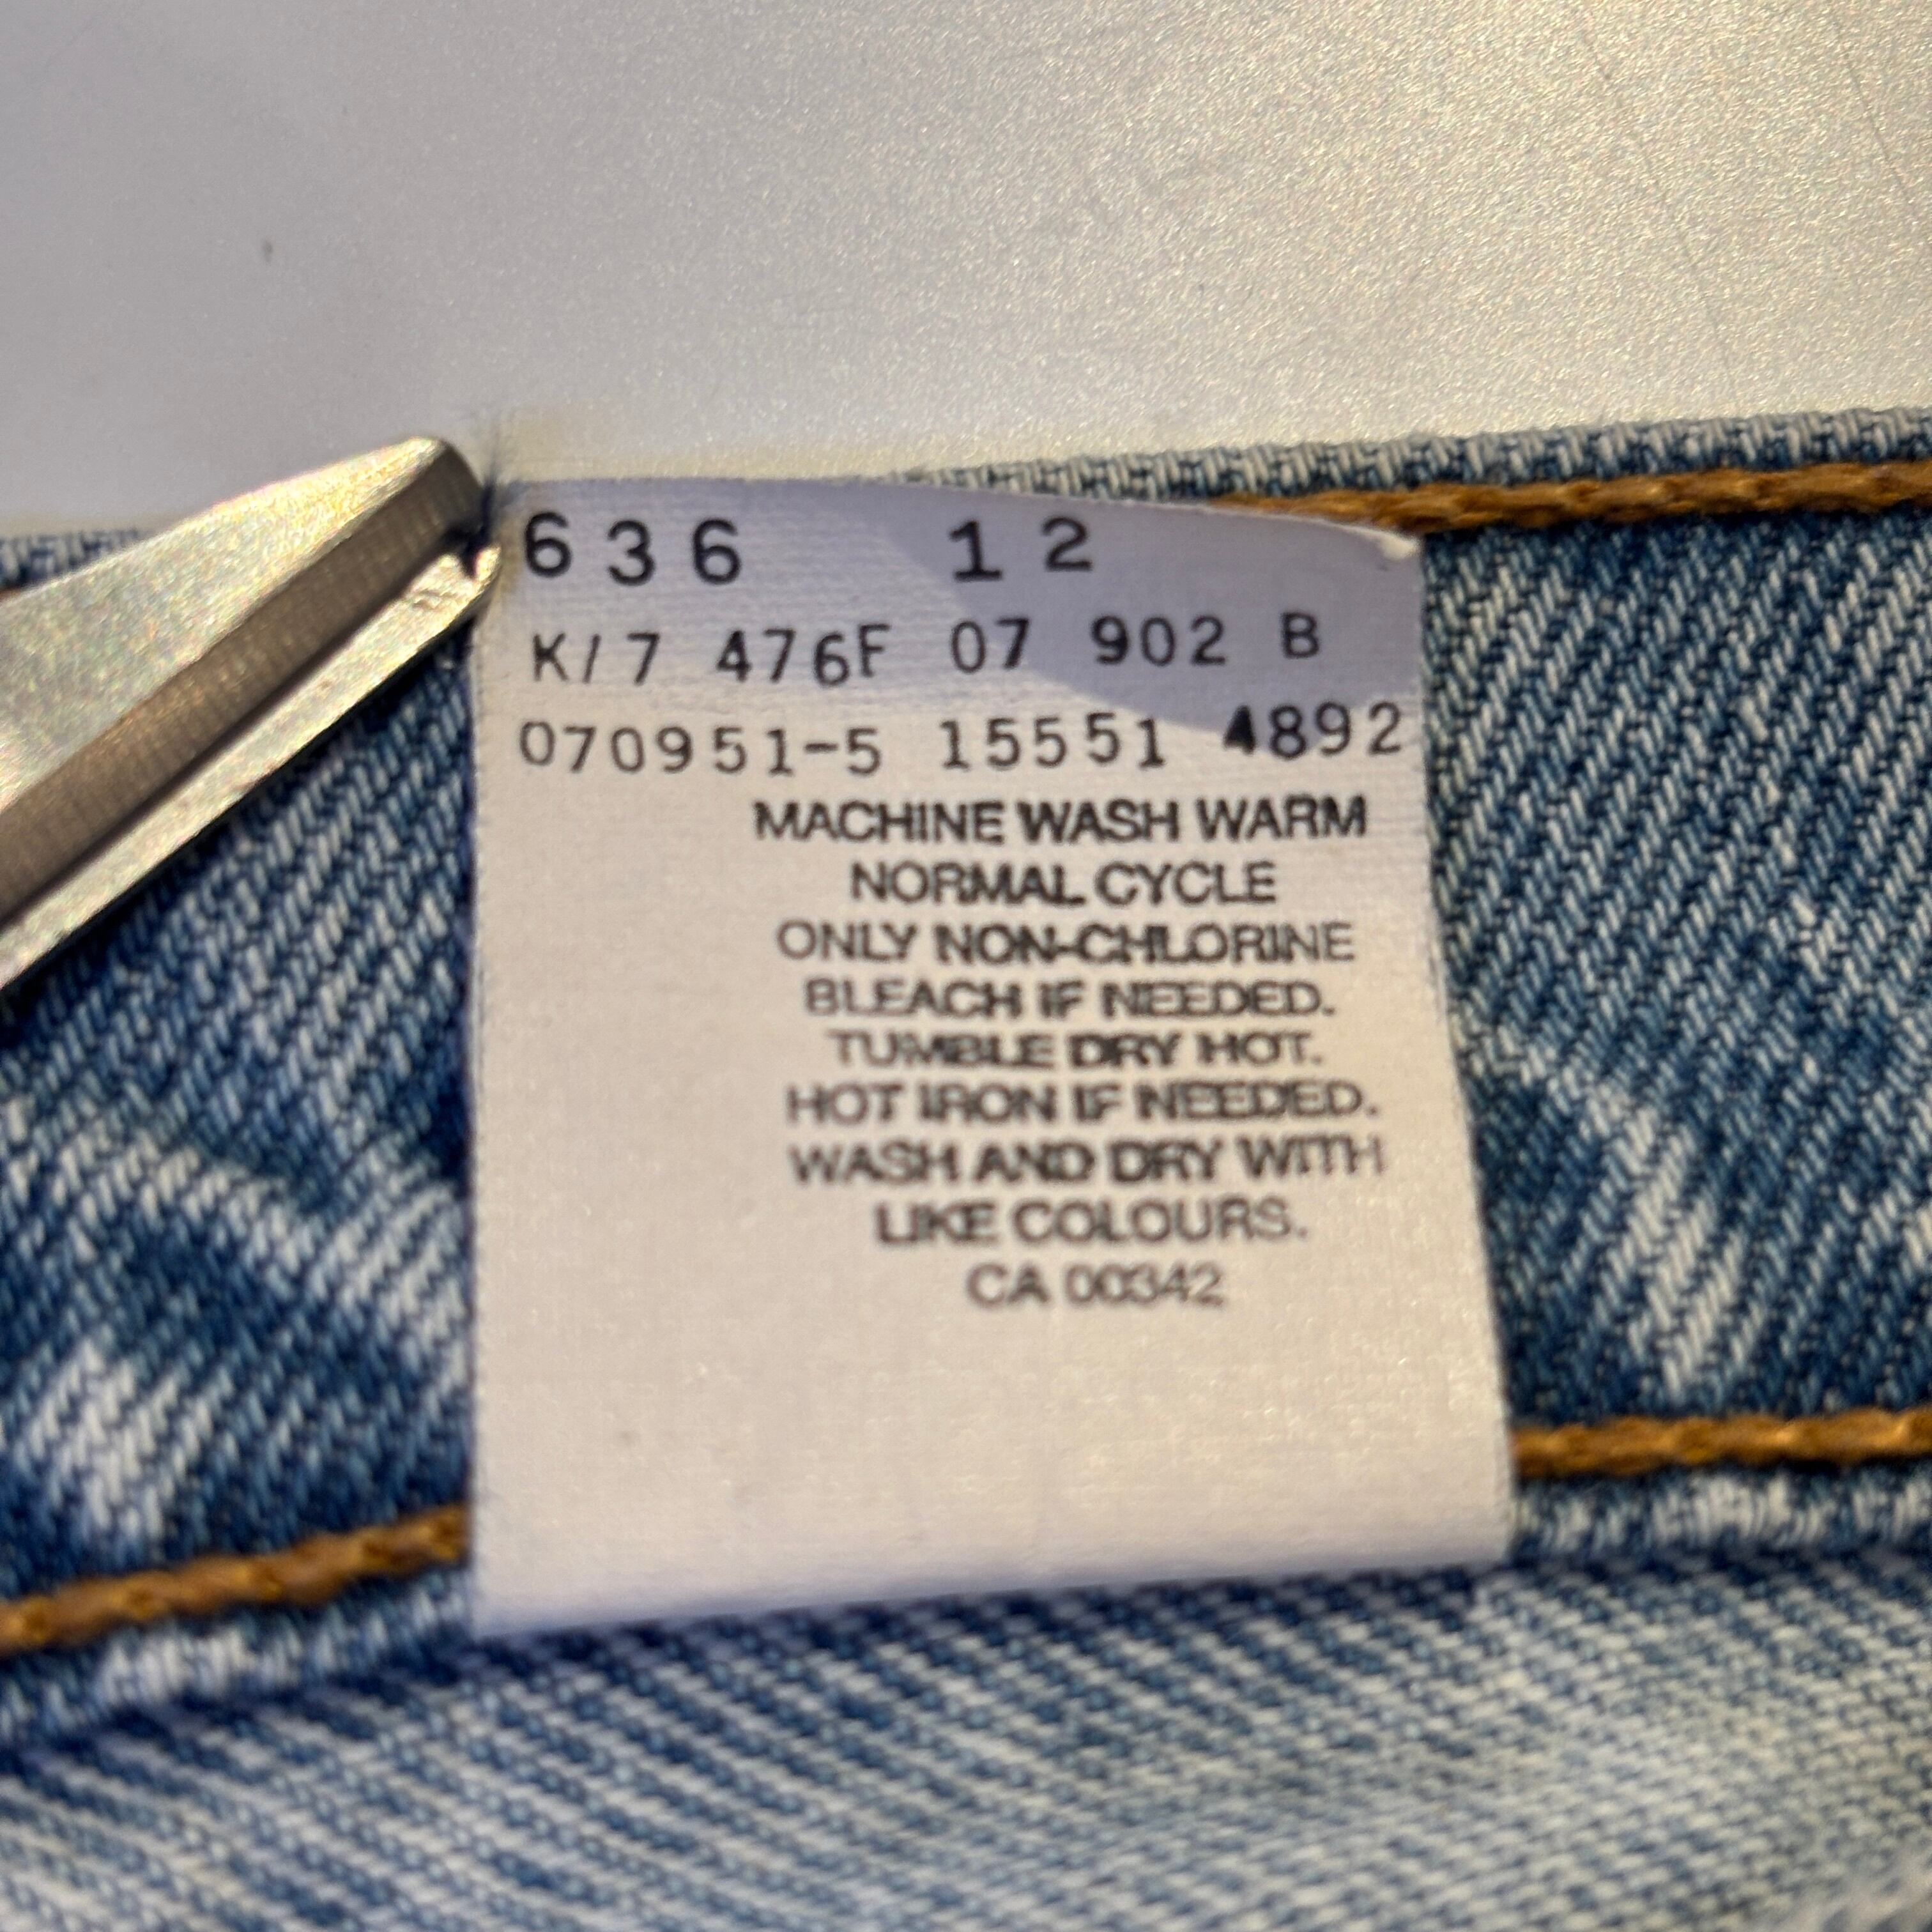 636 12
K/7 476F 07 902 B
070951-5 15551 4892
MACHINE WASH WARM
NORMAL CYCLE
ONLY NON-CHLORINE
BLEACH IF NEEDED.
TUMBLE DRY HOT.
HOT IRON IF NEEDED.
WASH AND DRY WITH
LIKE COLOURS.
CA 00342